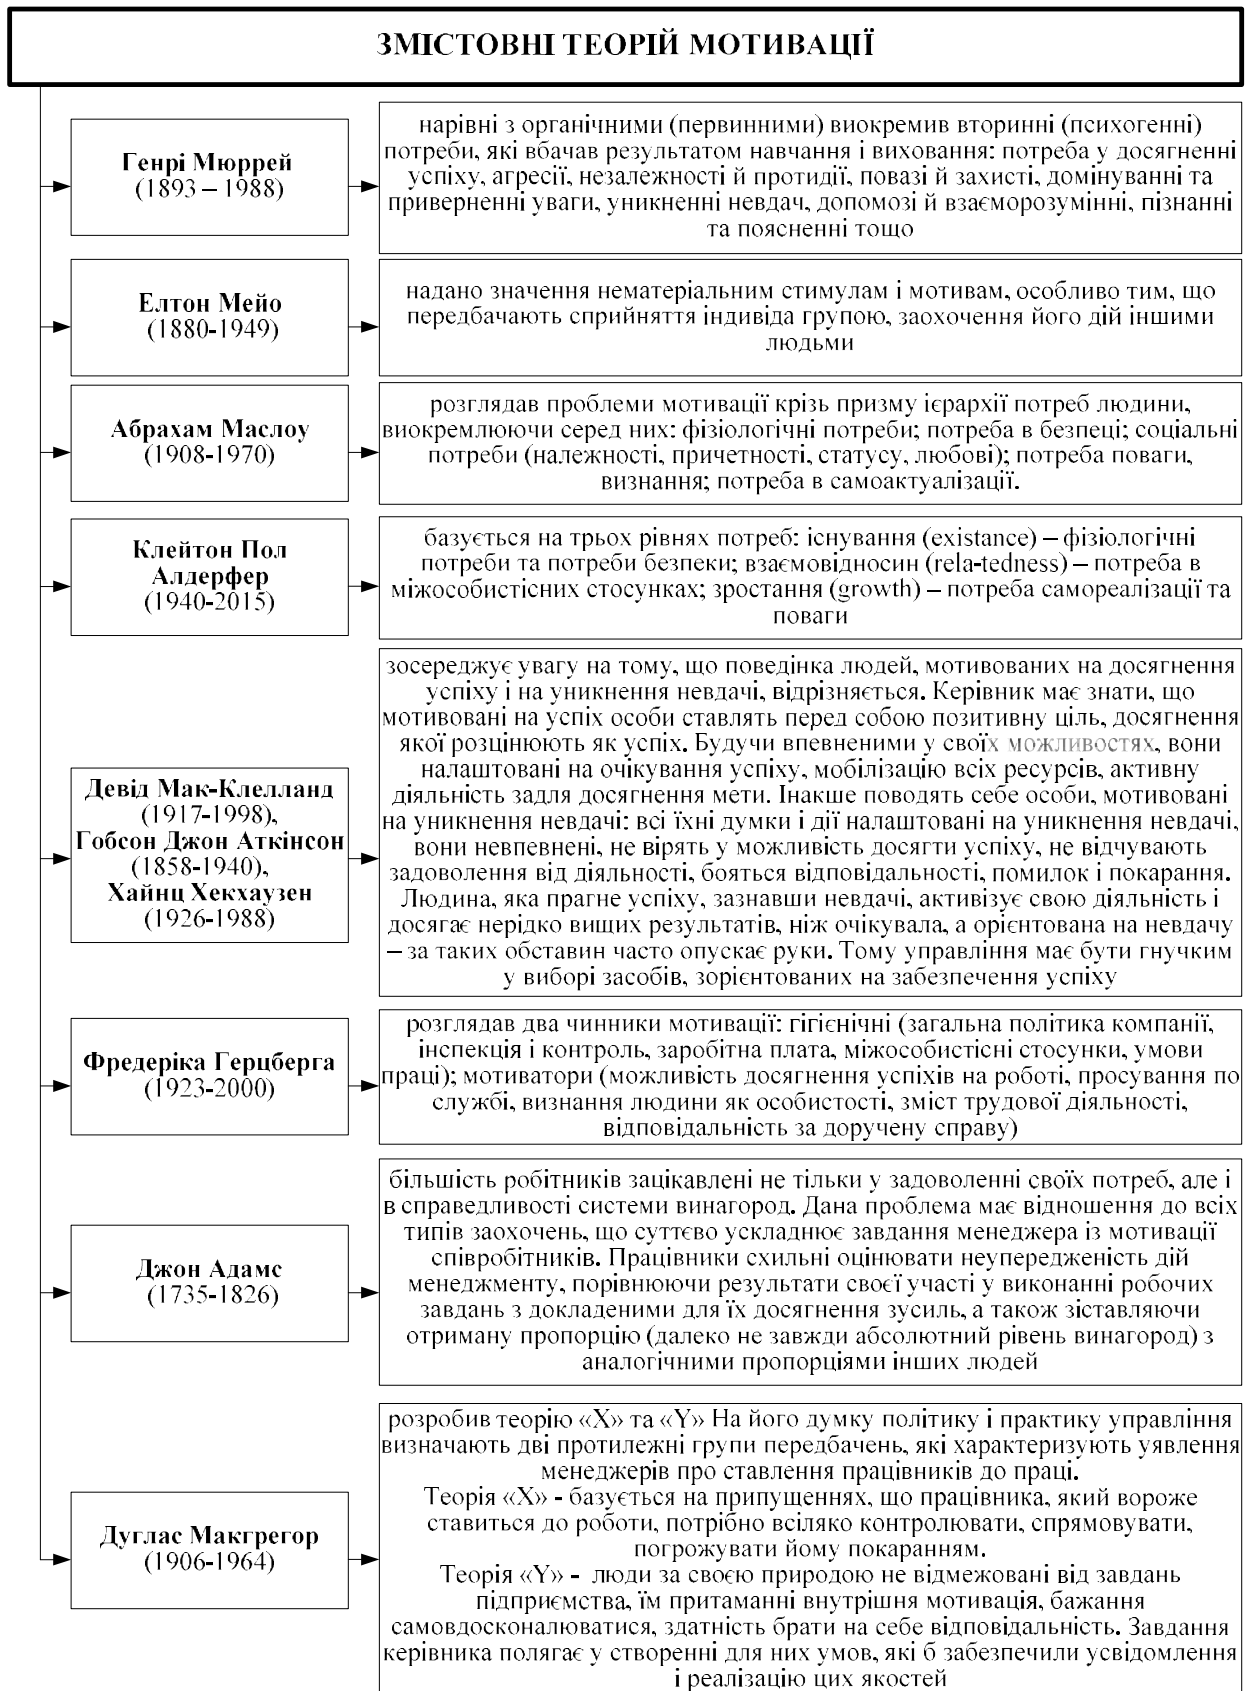 ЗМІСТОВНІ ТЕОРІЙ МОТИВАЦІЇ
Генрі Мюррей
(1893 – 1988)
нарівні з органічними (первинними) виокремив вторинні (психогенні)
потреби, які вбачав результатом навчання і виховання: потреба у досягненні
успіху, агресії, незалежності й протидії, повазі й захисті, домінуванні та
приверненні уваги, уникненні невдач, допомозі й взаєморозумінні, пізнанні
та поясненні тощо
Елтон Мейо
(1880-1949)
надано значення нематеріальним стимулам і мотивам, особливо тим, що
передбачають сприйняття індивіда групою, заохочення його дій іншими
людьми
Абрахам Маслоу
(1908-1970)
розглядав проблеми мотивації крізь призму ієрархії потреб людини,
виокремлюючи серед них: фізіологічні потреби; потреба в безпеці; соціальні
потреби (належності, причетності, статусу, любові); потреба поваги,
визнання; потреба в самоактуалізації.
Клейтон Пол
Алдерфер
(1940-2015)
базується на трьох рівнях потреб: існування (existance) – фізіологічні
потреби та потреби безпеки; взаємовідносин (rela-tedness) – потреба в
міжособистісних стосунках; зростання (growth) – потреба самореалізації та
поваги
Девід Мак-Клелланд
(1917-1998),
Гобсон Джон Аткінсон
(1858-1940),
Хайнц Хекхаузен
(1926-1988)
зосереджує увагу на тому, що поведінка людей, мотивованих на досягнення
успіху і на уникнення невдачі, відрізняється. Керівник має знати, що
мотивовані на успіх особи ставлять перед собою позитивну ціль, досягнення
якої розцінюють як успіх. Будучи впевненими у своїх можливостях, вони
налаштовані на очікування успіху, мобілізацію всіх ресурсів, активну
діяльність задля досягнення мети. Інакше поводять себе особи, мотивовані
на уникнення невдачі: всі їхні думки і дії налаштовані на уникнення невдачі,
вони невпевнені, не вірять у можливість досягти успіху, не відчувають
задоволення від діяльності, бояться відповідальності, помилок і покарання.
Людина, яка прагне успіху, зазнавши невдачі, активізує свою діяльність і
досягає нерідко вищих результатів, ніж очікувала, а орієнтована на невдачу
– за таких обставин часто опускає руки. Тому управління має бути гнучким
у виборі засобів, зорієнтованих на забезпечення успіху
Фредеріка Герцберга
(1923-2000)
розглядав два чинники мотивації: гігієнічні (загальна політика компанії,
інспекція і контроль, заробітна плата, міжособистісні стосунки, умови
праці); мотиватори (можливість досягнення успіхів на роботі, просування по
службі, визнання людини як особистості, зміст трудової діяльності,
відповідальність за доручену справу)
Джон Адамс
(1735-1826)
більшість робітників зацікавлені не тільки у задоволенні своїх потреб, але і
в справедливості системи винагород. Дана проблема має відношення до всіх
типів заохочень, що суттєво ускладнює завдання менеджера із мотивації
співробітників. Працівники схильні оцінювати неупередженість дій
менеджменту, порівнюючи результати своєї участі у виконанні робочих
завдань з докладеними для їх досягнення зусиль, а також зіставляючи
отриману пропорцію (далеко не завжди абсолютний рівень винагород) з
аналогічними пропорціями інших людей
Дуглас Макгрегор
(1906-1964)
розробив теорію «X» та «Y» На його думку політику і практику управління
визначають дві протилежні групи передбачень, які характеризують уявлення
менеджерів про ставлення працівників до праці.
Теорія «X» - базується на припущеннях, що працівника, який вороже
ставиться до роботи, потрібно всіляко контролювати, спрямовувати,
погрожувати йому покаранням.
Теорія «Y» - люди за своєю природою не відмежовані від завдань
підприємства, їм притаманні внутрішня мотивація, бажання
самовдосконалюватися, здатність брати на себе відповідальність. Завдання
керівника полягає у створенні для них умов, які б забезпечили усвідомлення
і реалізацію цих якостей